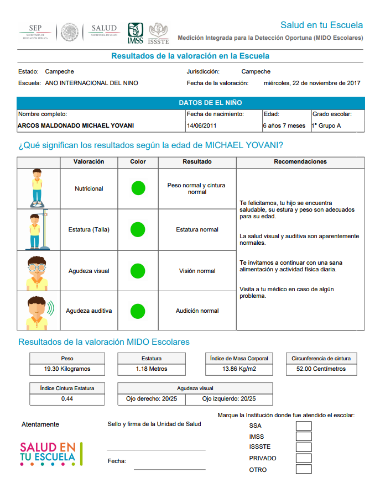 SEP
SALUD
IMSS
ISSSTE
Salud en tu Escuela
Medición Integrada para la Detección Oportuna (MIDO Escolares)
Resultados de la valoración en la Escuela
Estado: Campeche Jurisdicción: Campeche
Escuela: ANO INTERNACIONAL DEL NINO Fecha de la valoración: miércoles, 22 de noviembre de 2017
DATOS DE EL NIÑO
Nombre completo: Fecha de nacimiento: Edad: Grado escolar:
ARCOS MALDONADO MICHAEL YOVANI 14/06/2011 6 años 7 meses 1° Grupo A
¿Qué significan los resultados según la edad de MICHAEL YOVANI?
Valoración Color Resultado Recomendaciones
Nutricional Peso normal y cintura normal
Estatura (Talla) Estatura normal
Agudeza visual Visión normal
Agudeza auditiva Audición normal
Te felicitamos, tu hijo se encuentra
saludable, su estura y peso son adecuados
para su edad.
La salud visual y auditiva son aparentemente
normales.
Te invitamos a continuar con una sana
alimentación y actividad física diaria.
Visita a tu médico en caso de algún
problema.
Resultados de la valoración MIDO Escolares
Peso Estatura Índice de Masa Corporal Circunferencia de cintura
19.30 Kilogramos 1.18 Metros 13.86 Kg/m2 52.00 Centímetros
Índice Cintura Estatura Agudeza visual
0.44 Ojo derecho: 20/25 Ojo izquierdo: 20/25
Marque la Institución donde fue atendido el escolar:
Atentamente Sello y firma de la Unidad de Salud
SSA
IMSS
ISSSTE
PRIVADO
OTRO
SALUD EN
TU ESCUELA
Fecha: